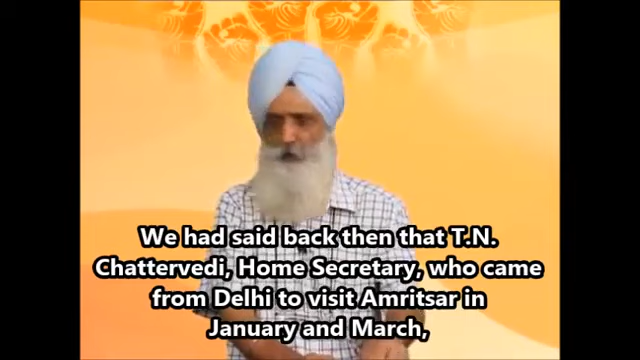 We had said back then that T.N.
Chattervedi, Home Secretary, who came
from Delhi to visit Amritsar in
January and March,